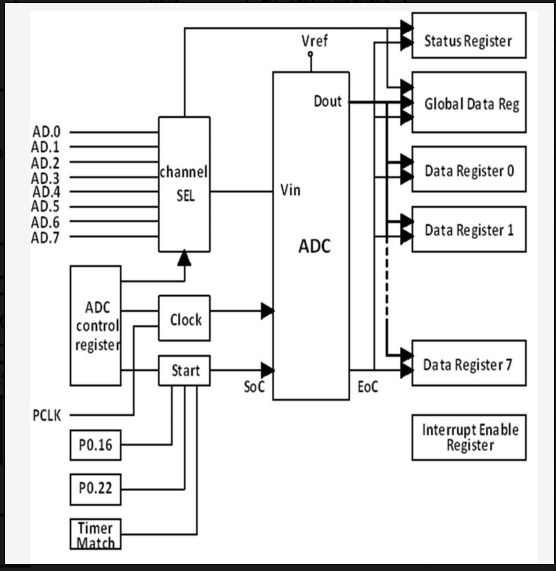 Vref
Status Register
Dout
Global Data Reg
AD.0
AD.1
AD.2
AD.3
AD.4
AD.5
AD.6
AD.7
channel
SEL
Vin
ADC
Data Register 0
Data Register 1
ADC
control
register
Clock
Start
SoC
EoC
Data Register 7
PCLK
P0.16
P0.22
Timer
Match
Interrupt Enable
Register